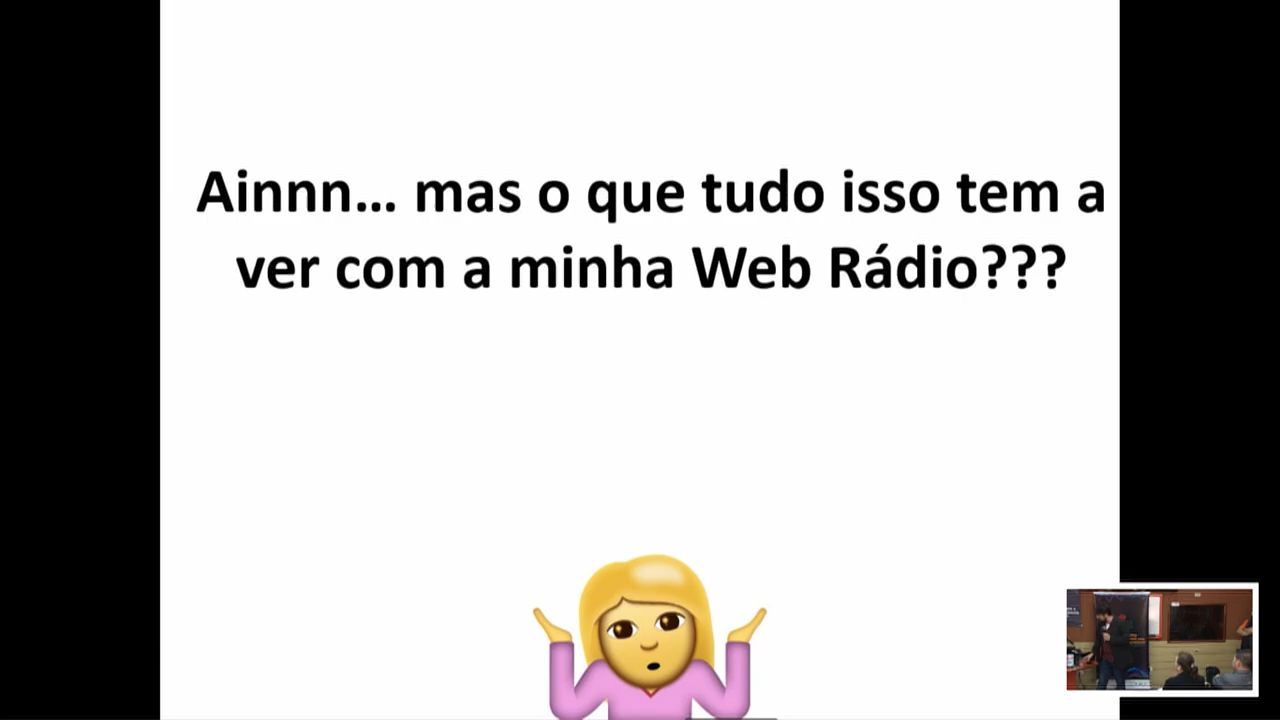 Ainnn... mas o que tudo isso tem a
ver com a minha Web Rádio???